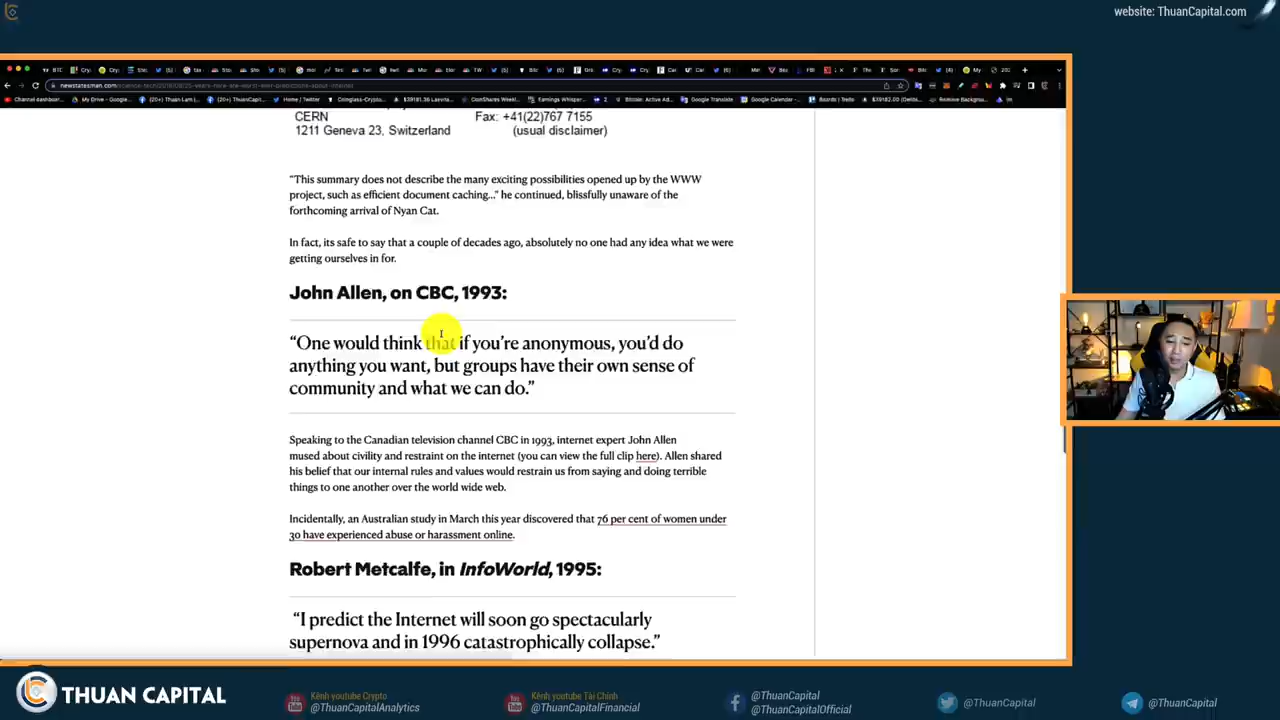 website: ThuanCapital.com
CERN
Fax: +41(22)767 7155
1211 Geneva 23, Switzerland
(usual disclaimer)
"This summary does not describe the many exciting possibilities opened up by the WWW
project, such as efficient document caching..." he continued, blissfully unaware of the
forthcoming arrival of Nyan Cat.
In fact, its safe to say that a couple of decades ago, absolutely no one had any idea what we were
getting ourselves in for.
John Allen, on CBC, 1993:
“One would think that if you’re anonymous, you’d do
anything you want, but groups have their own sense of
community and what we can do.”
Speaking to the Canadian television channel CBC in 1993, internet expert John Allen
mused about civility and restraint on the internet (you can view the full clip here). Allen shared
his belief that our internal rules and values would restrain us from saying and doing terrible
things to one another over the world wide web.
Incidentally, an Australian study in March this year discovered that 76 per cent of women under
30 have experienced abuse or harassment online.
Robert Metcalfe, in InfoWorld, 1995:
“I predict the Internet will soon go spectacularly
supernova and in 1996 catastrophically collapse.”
THUAN CAPITAL
Kênh youtube Crypto
@ThuanCapitalAnalytics
Kênh youtube Tài Chính
@ThuanCapitalFinancial
@ThuanCapital
@ThuanCapitalOfficial
@ThuanCapital
@ThuanCapital